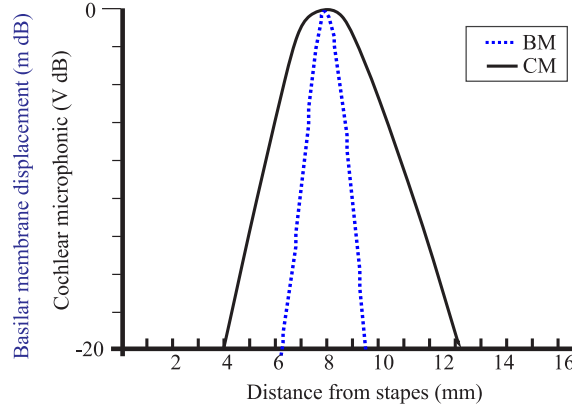 Basilar membrane displacement (m dB)
Cochlear microphonic (V dB)
0
-20
BM
CM
2 4 6 8 10 12 14 16
Distance from stapes (mm)